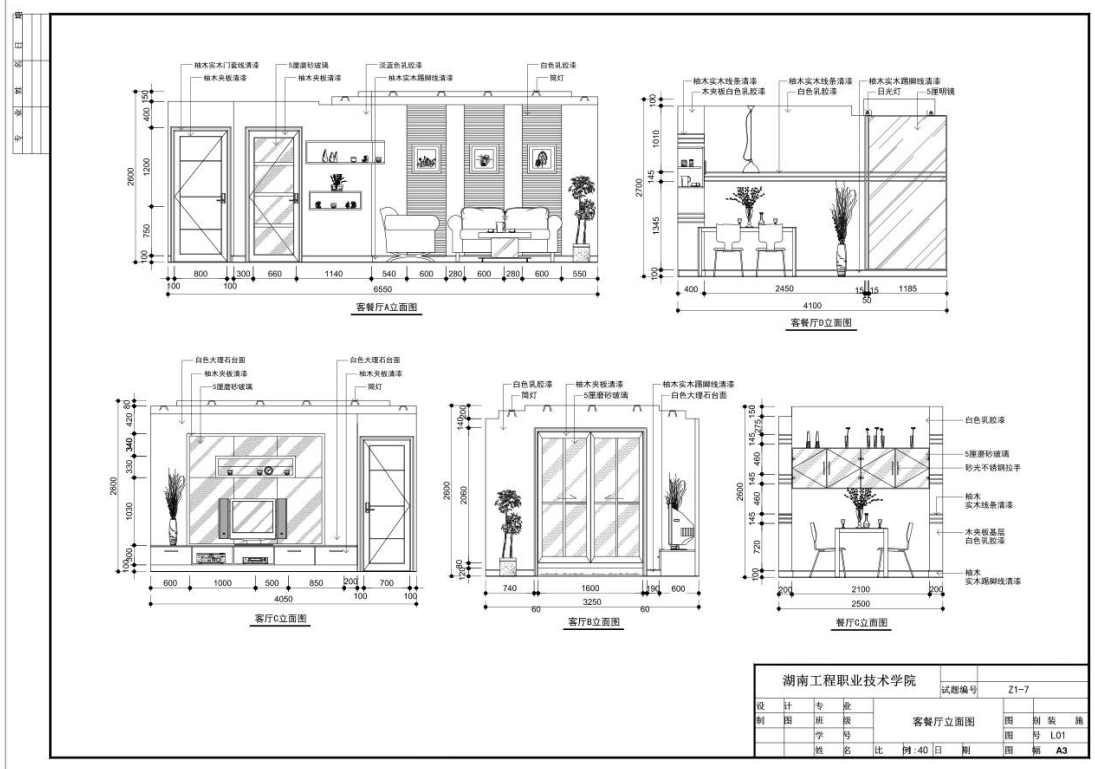 期
日
名
姓
业
专
柚木实木门套线清漆
5厘磨砂玻璃
淡蓝色乳胶漆
白色乳胶漆
柚木夹板清漆
柚木夹板清漆
柚木实木踢脚线清漆
筒灯
150
400
1200
750
100
2600
800
300
660
1140
540
600
280
600
280
600
550
100
100
6550
客餐厅A立面图
柚木实木线条清漆
柚木实木线条清漆
柚木实木踢脚线清漆
木夹板白色乳胶漆
白色乳胶漆
日光灯
5厘明镜
100
1010
145
145
1345
100
2700
400
2450
15
15
1185
50
4100
客餐厅D立面图
白色大理石台面
白色大理石台面
柚木夹板清漆
柚木夹板清漆
5厘磨砂玻璃
筒灯
80
420
340
330
1030
300
100
2600
600
1000
500
850
200
700
100
100
4050
客厅C立面图
白色乳胶漆
柚木夹板清漆
柚木实木踢脚线清漆
筒灯
5厘磨砂玻璃
白色大理石台面
200
140
2060
80
120
2600
740
1600
190
600
60
60
3250
客厅B立面图
白色乳胶漆
5厘磨砂玻璃
砂光不锈钢拉手
柚木
实木线条清漆
木夹板基层
白色乳胶漆
柚木
实木踢脚线清漆
150
275
145
460
145
460
145
720
100
2600
200
2100
200
2500
餐厅C立面图
湖南工程职业技术学院
试题编号 Z1-7
设 计 专 业
制 图 班 级 客餐厅立面图 图 别 装 施
学 号 图 号 L01
姓 名 比 例:40 日 期 图 幅 A3